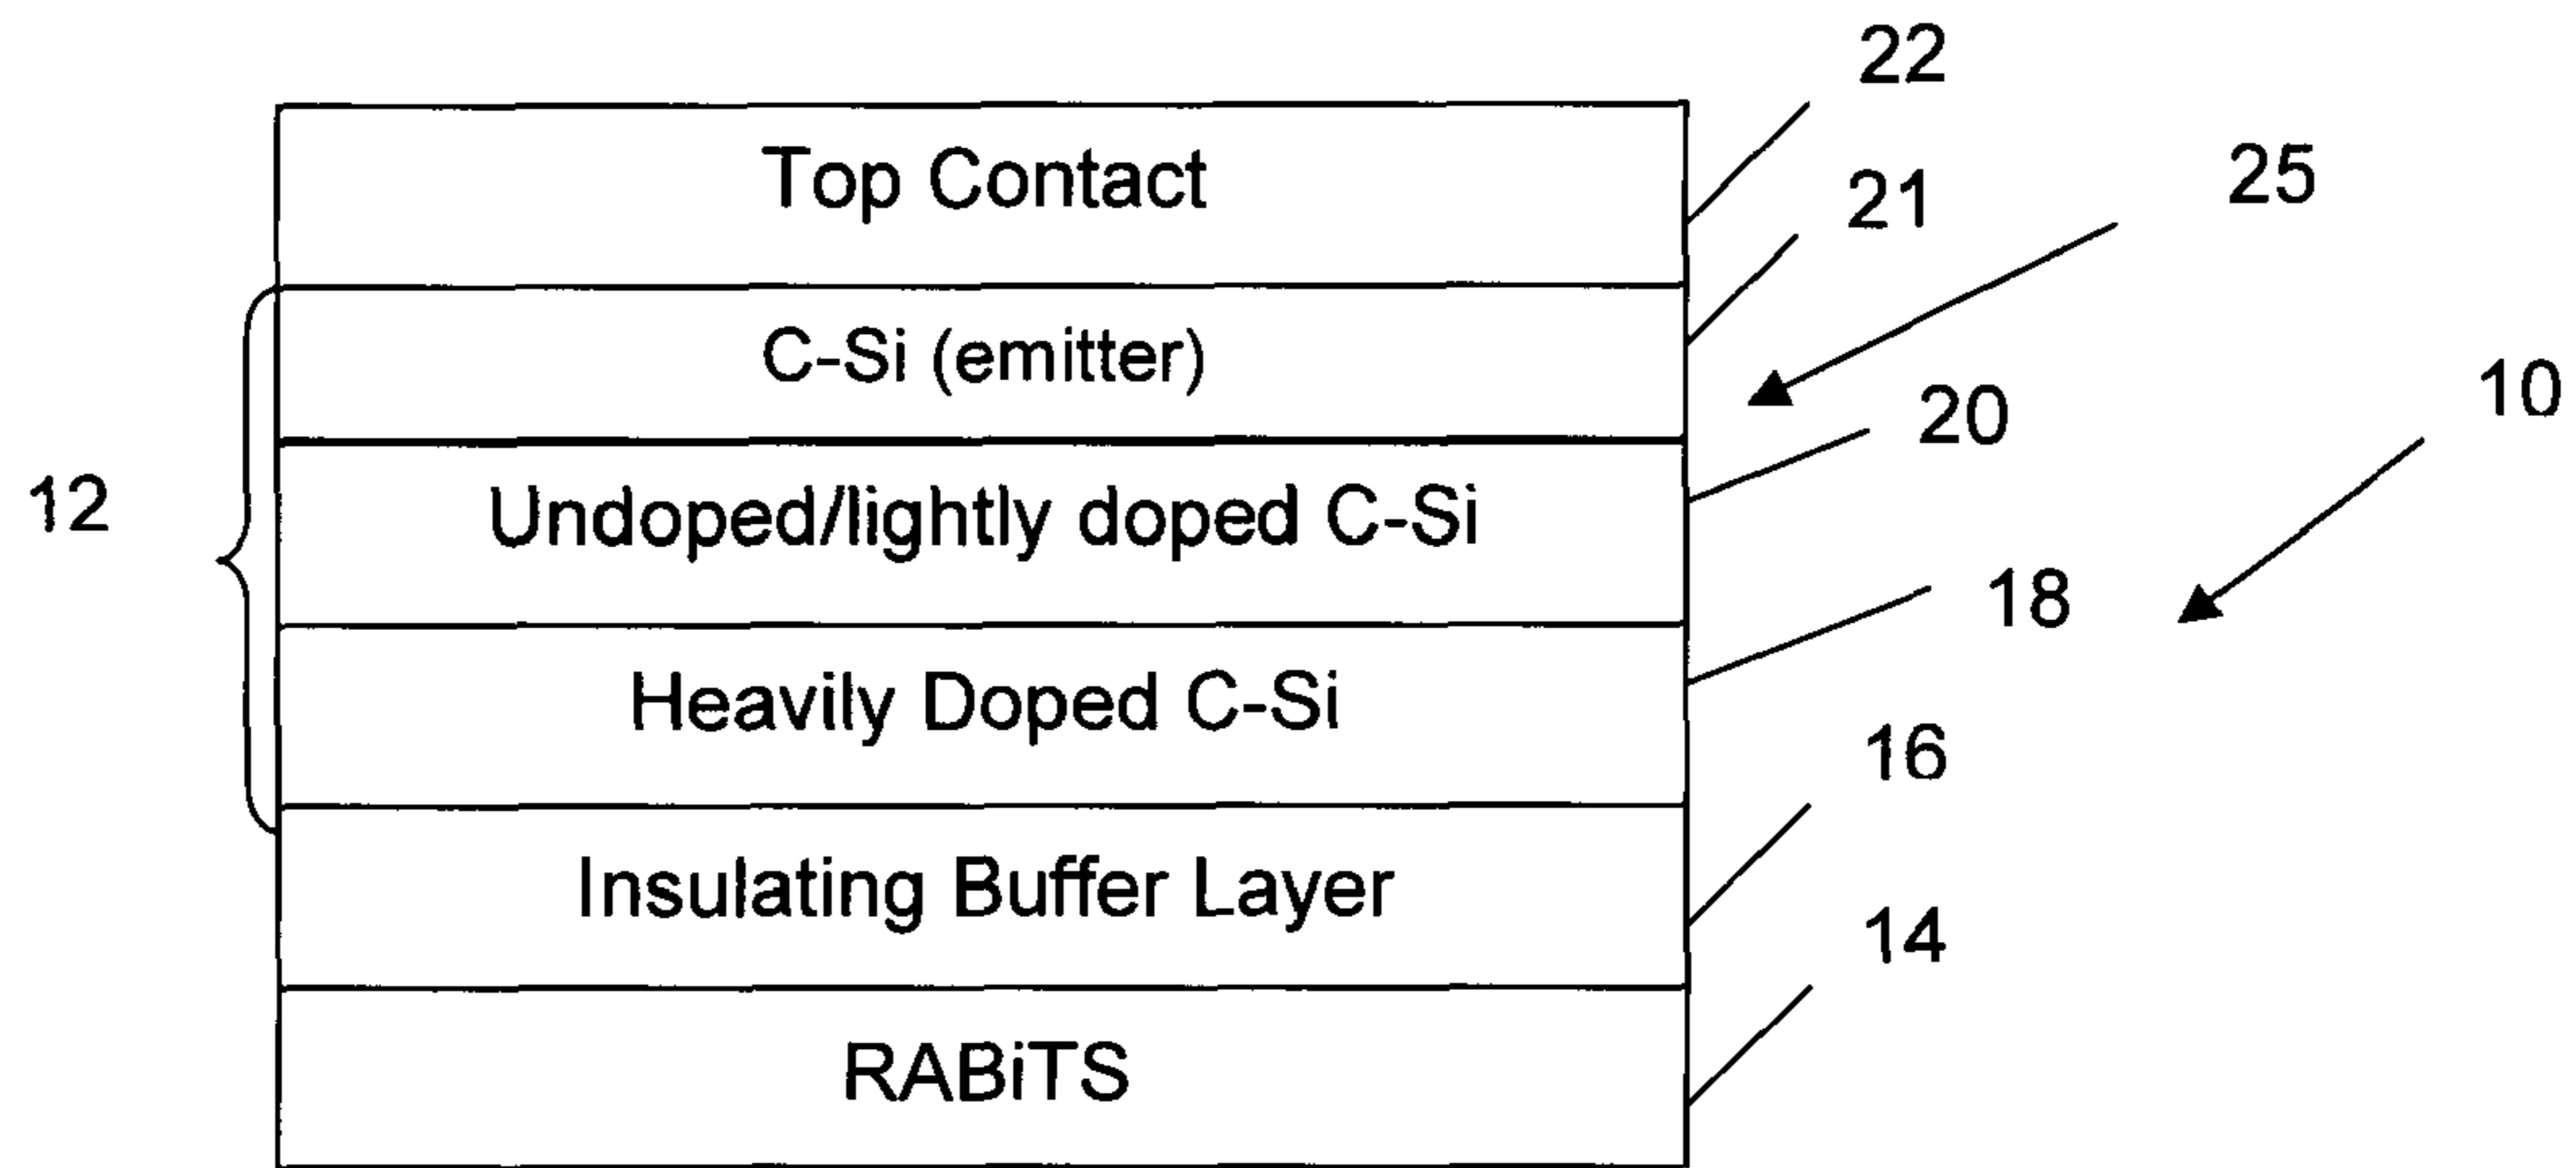 22
Top Contact
21
25
C-Si (emitter)
10
20
12
Undoped/lightly doped C-Si
18
Heavily Doped C-Si
16
Insulating Buffer Layer
14
RABiTS